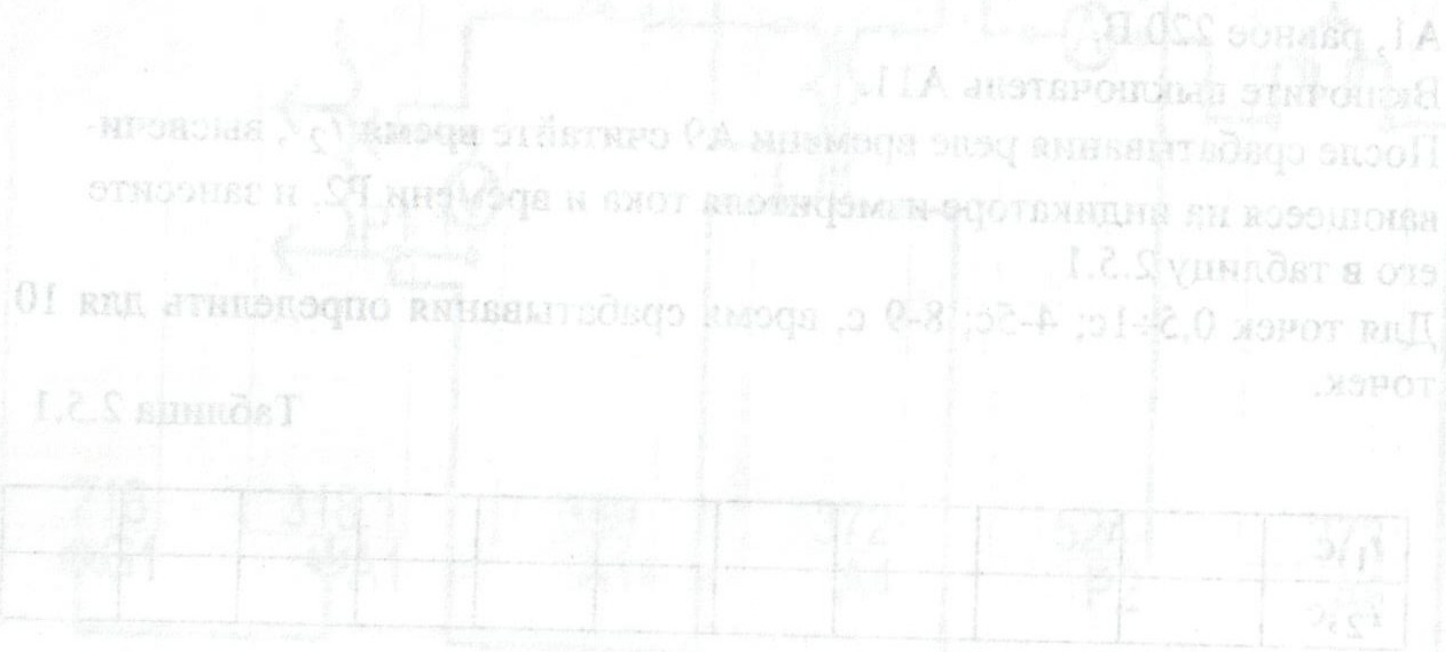 А1, равное 220 В.
Включите выключатель А11.
После срабатывания реле времени А9 считайте время t₂, высвечи-
вающееся на индикаторе измерителя тока и времени Р2, и занесите
его в таблицу 2.5.1
Для точек 0,5÷1с; 4-5с; 8-9 с, время срабатывания определить для 10
точек.
Таблица 2.5.1
t₁,с
t₂,с